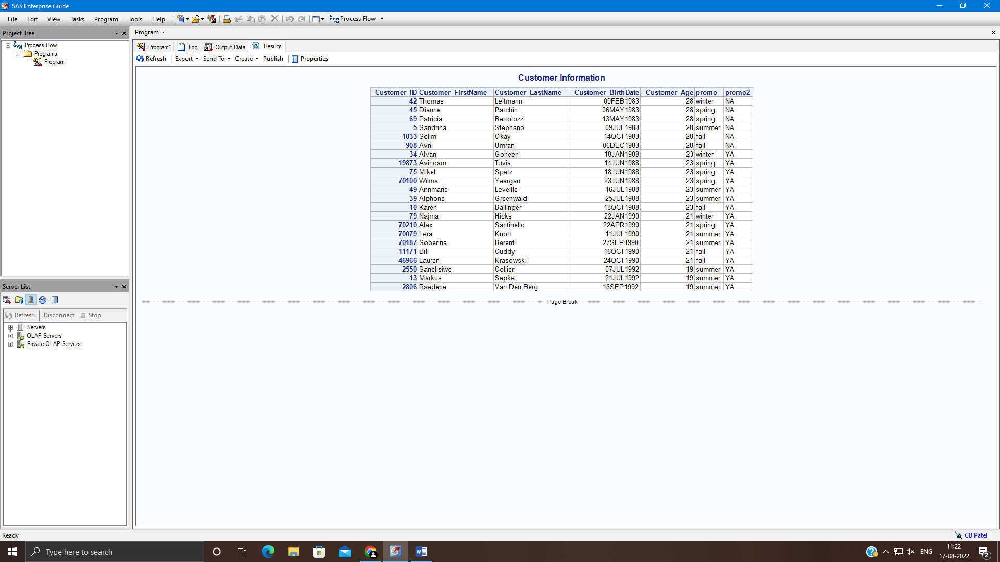 SAS Enterprise Guide
File Edit View Tasks Program Tools Help Process Flow
Project Tree
Process Flow
Programs
Program
Program
Program* Log Output Data Results
Refresh Export Send To Create Publish Properties
Customer Information
Customer_ID Customer_FirstName Customer_LastName Customer_BirthDate Customer_Age promo promo2
42 Thomas Leitmann 09FEB1983 28 winter NA
45 Dianne Patchin 06MAY1983 28 spring NA
69 Patricia Bertolozzi 13MAY1983 28 spring NA
5 Sandrina Stephano 09JUL1983 28 summer NA
1033 Selim Okay 14OCT1983 28 fall NA
908 Avni Umran 06DEC1983 28 fall NA
34 Alvan Goheen 18JAN1988 23 winter YA
19873 Avinoam Tuvia 14JUN1988 23 spring YA
75 Mikel Spetz 18JUN1988 23 spring YA
70100 Wilma Yeargan 23JUN1988 23 spring YA
49 Annmarie Leveille 16JUL1988 23 summer YA
39 Alphone Greenwald 25JUL1988 23 summer YA
10 Karen Ballinger 18OCT1988 23 fall YA
79 Najma Hicks 22JAN1990 21 winter YA
70210 Alex Santinello 22APR1990 21 spring YA
70079 Lera Knott 11JUL1990 21 summer YA
70187 Soberina Berent 27SEP1990 21 summer YA
11171 Bill Cuddy 16OCT1990 21 fall YA
46966 Lauren Krasowski 24OCT1990 21 fall YA
2550 Sanelisiwe Collier 07JUL1992 19 summer YA
13 Markus Sepke 21JUL1992 19 summer YA
2806 Raedene Van Den Berg 16SEP1992 19 summer YA
Page Break
Server List
Refresh Disconnect Stop
Servers
OLAP Servers
Private OLAP Servers
Ready
CB Patel
Type here to search
ENG
11:22
17-08-2022
2